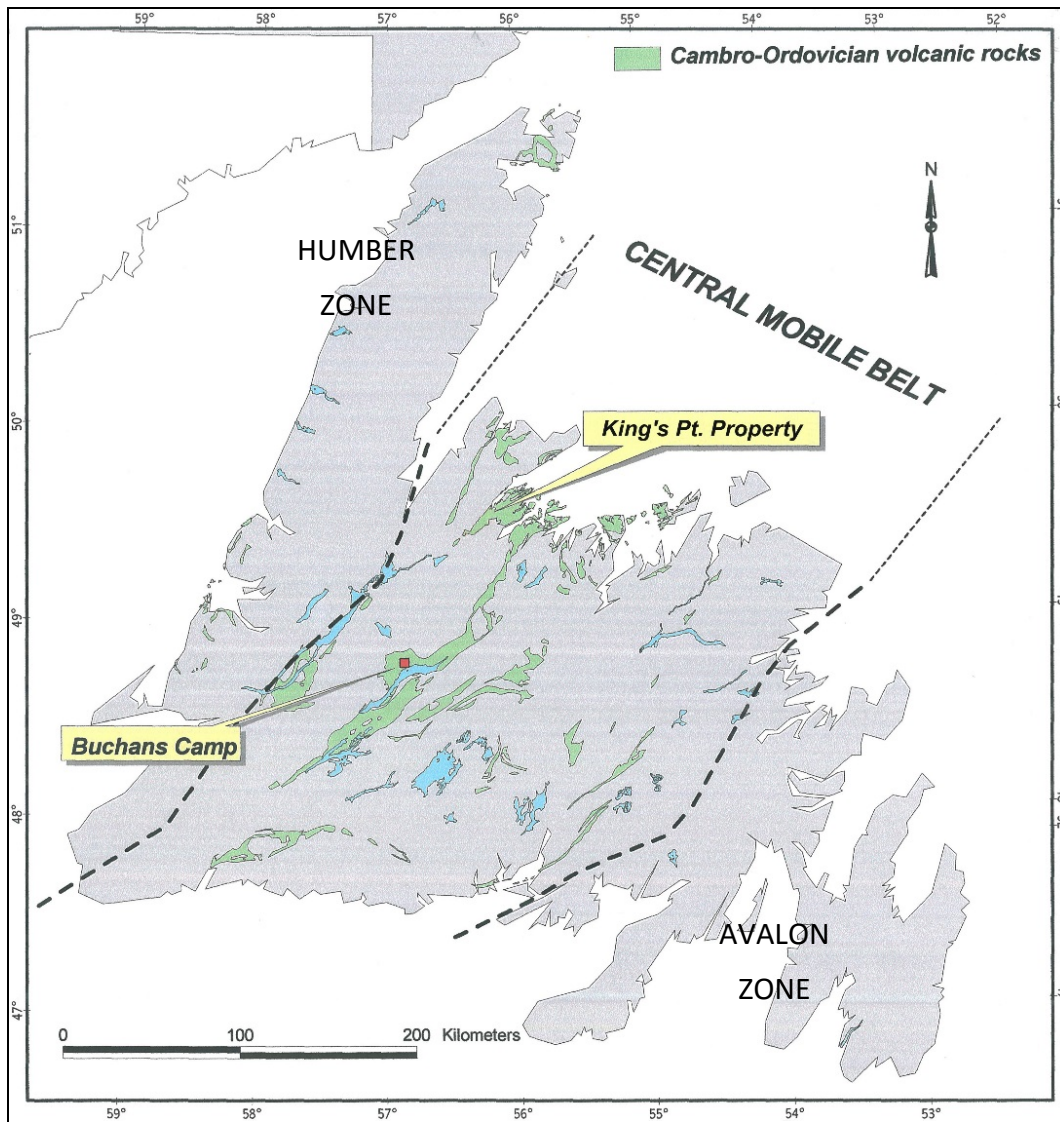 59° 58° 57° 56° 55° 54° 53° 52°
Cambro-Ordovician volcanic rocks
N
51°
HUMBER
ZONE
CENTRAL MOBILE BELT
50°
King's Pt. Property
49°
Buchans Camp
48°
AVALON
ZONE
47°
0 100 200 Kilometers
59° 58° 57° 56° 55° 54° 53°